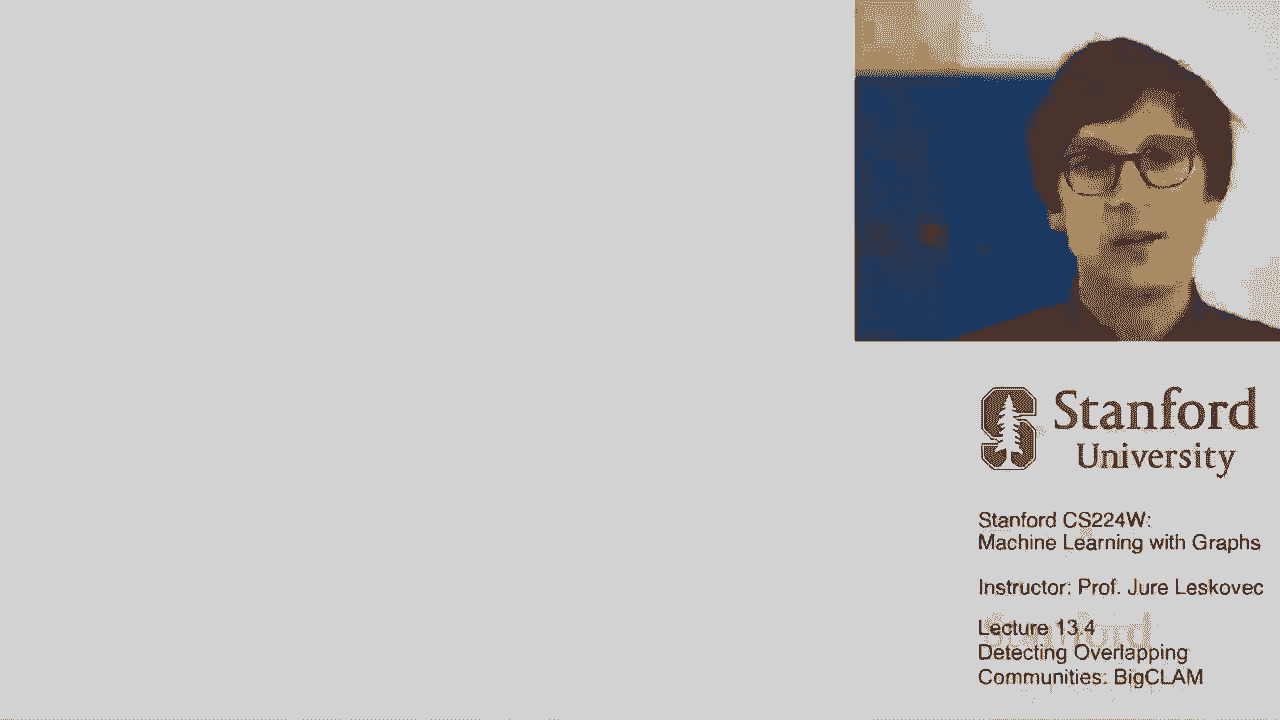 Stanford
University
Stanford CS224W:
Machine Learning with Graphs
Instructor: Prof. Jure Leskovec
Lecture 13.4
Detecting Overlapping
Communities: BigCLAM